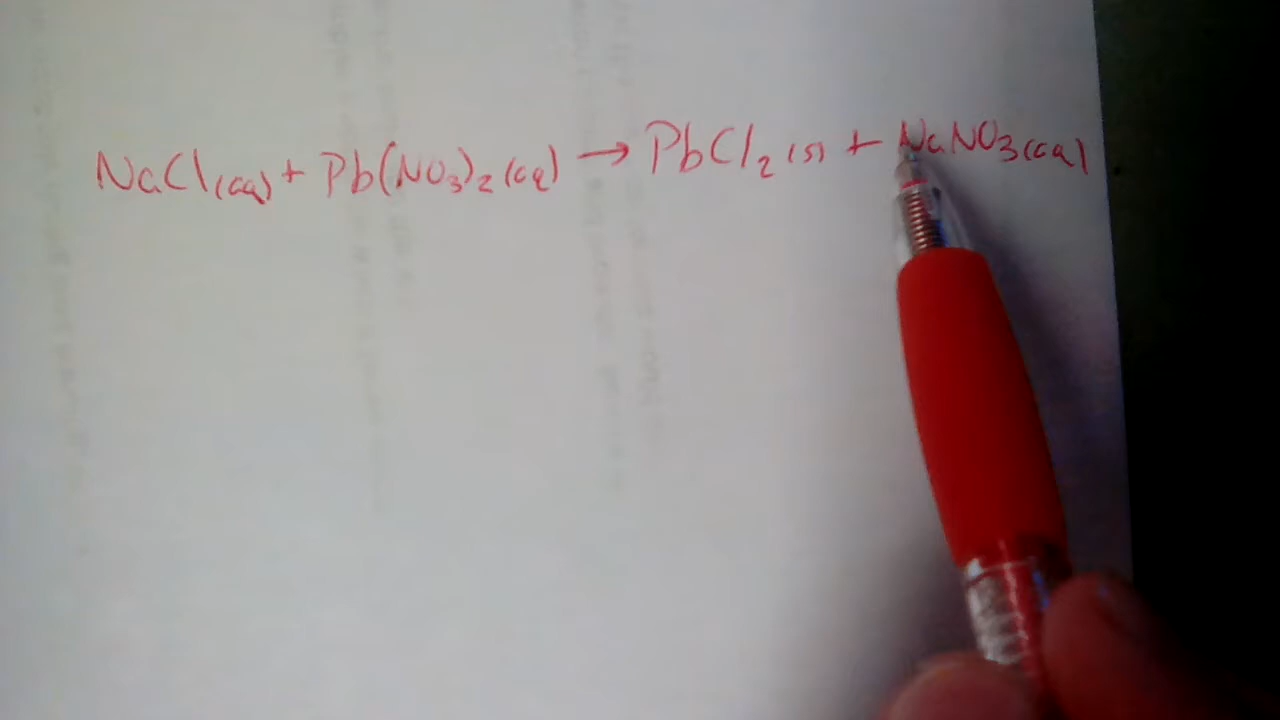 NaCl(aq) + Pb(NO3)2(aq) → PbCl2(s) + NaNO3(aq)